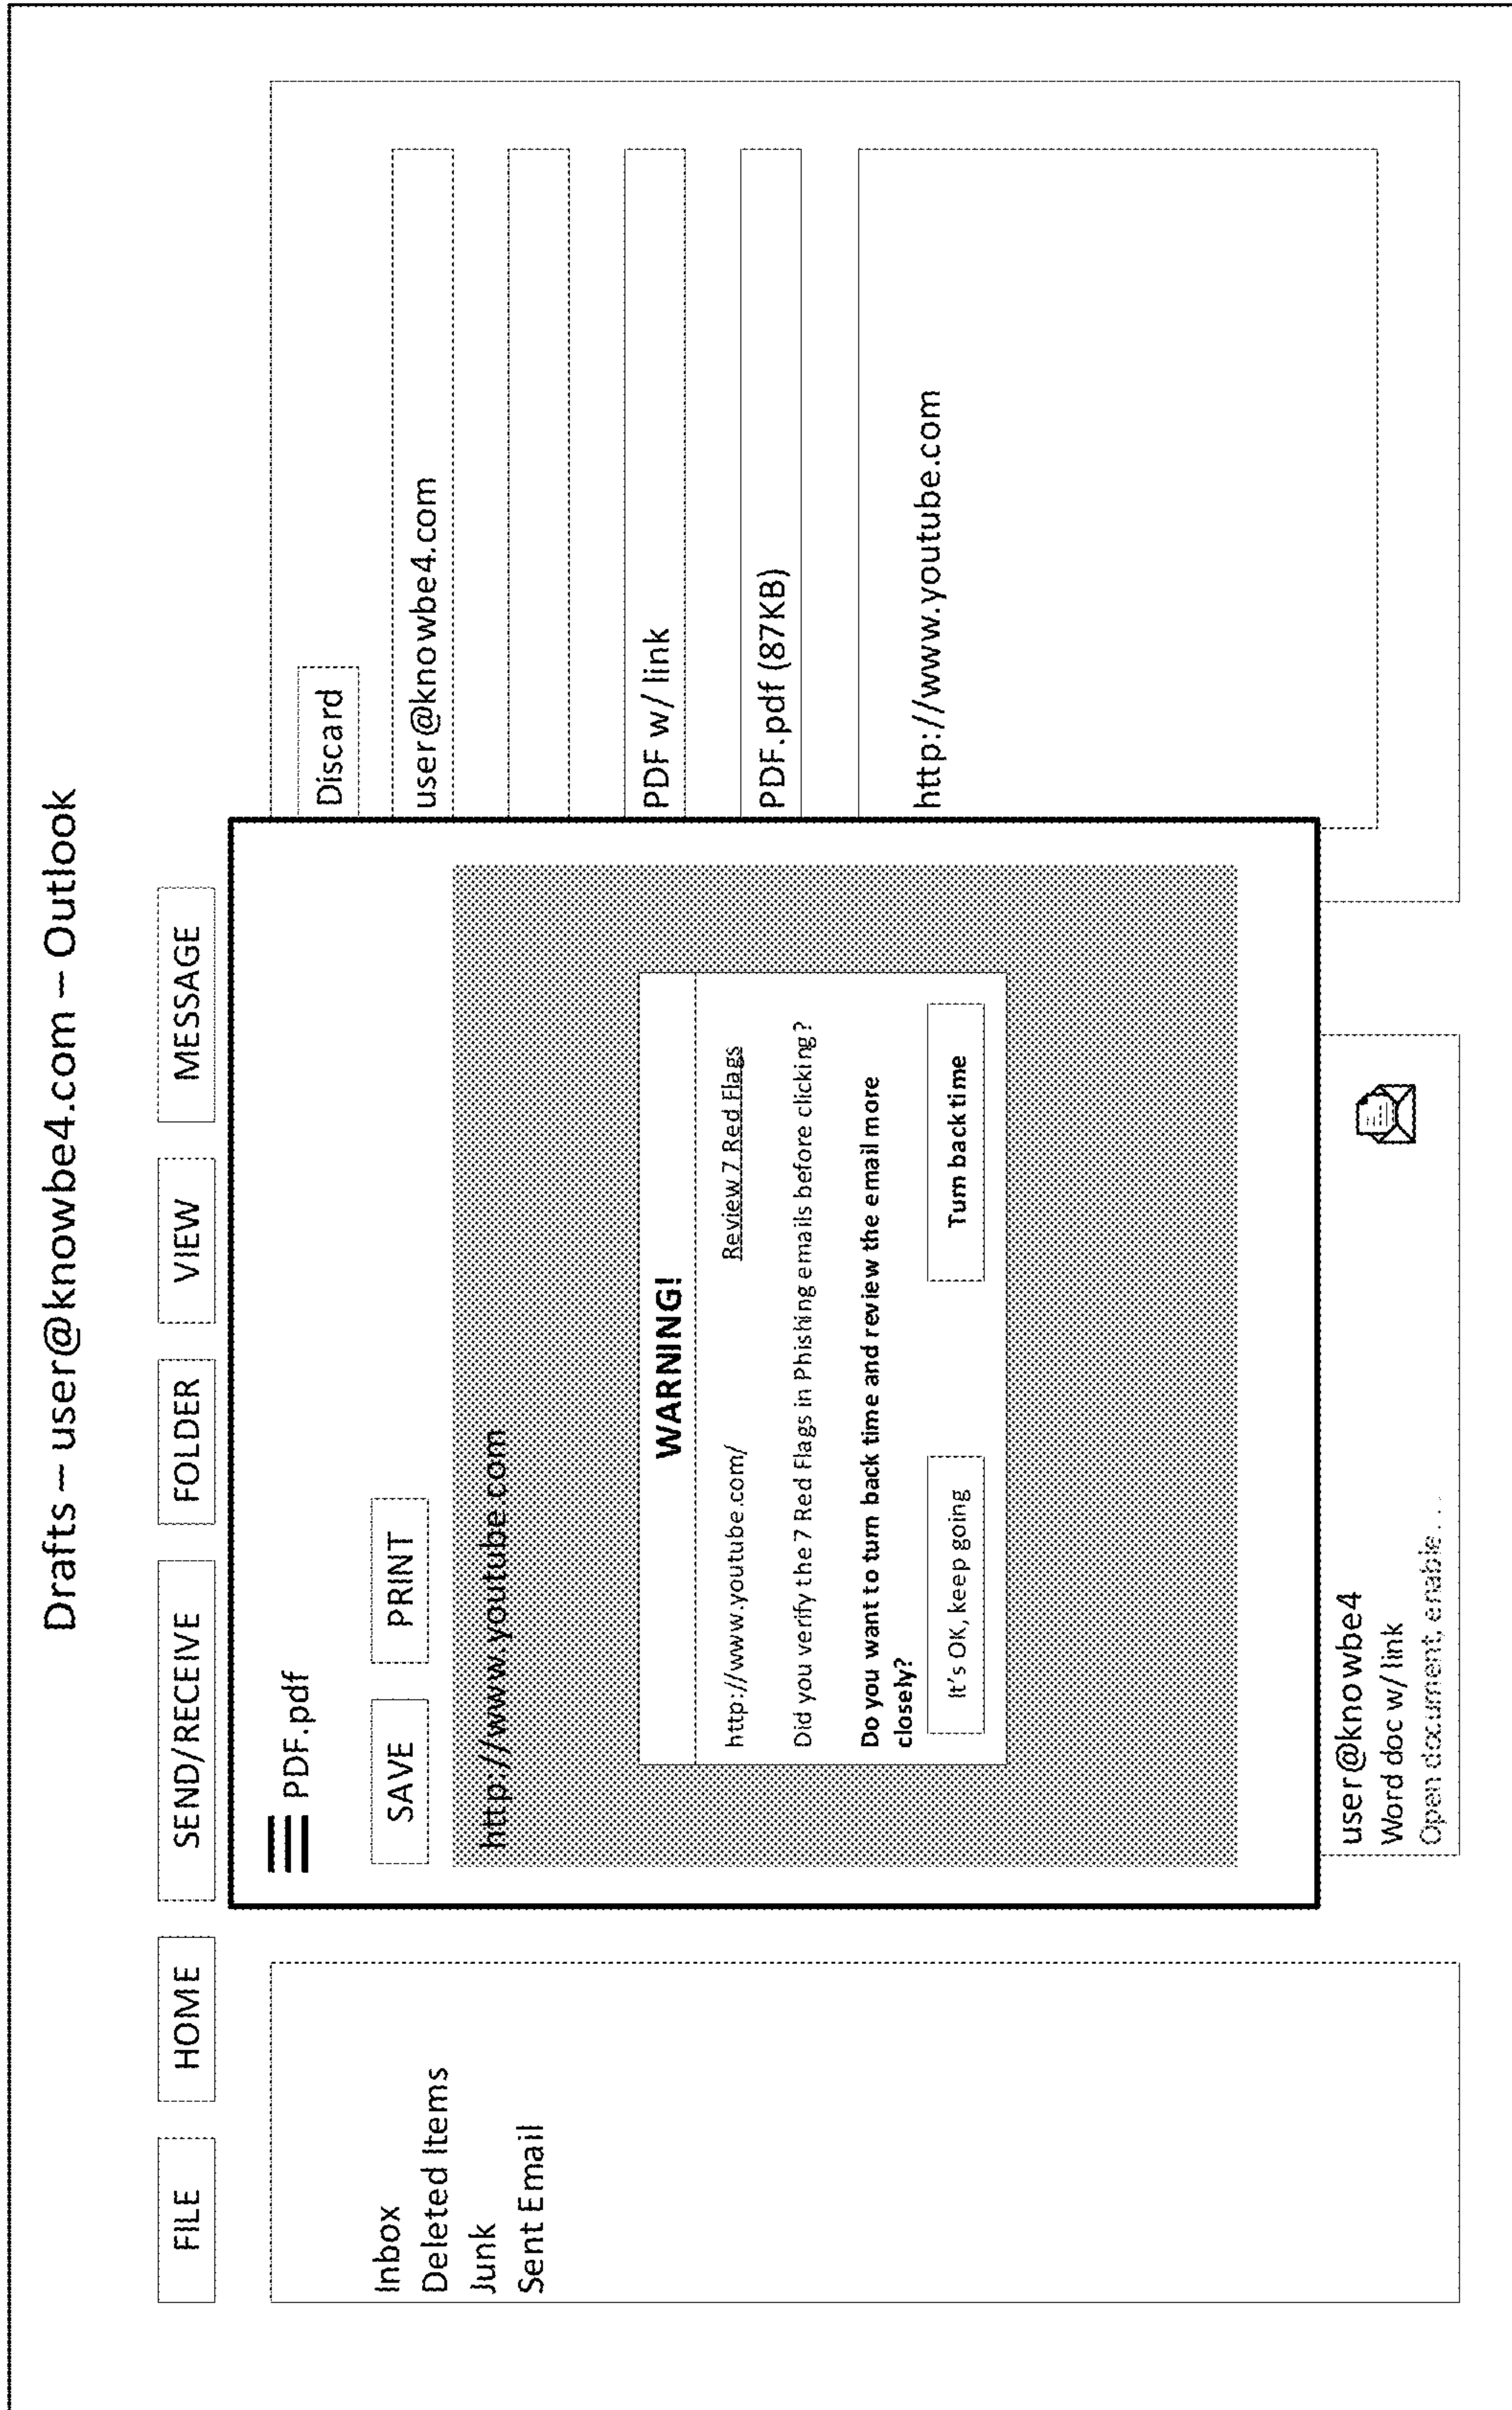 Drafts – user@knowbe4.com – Outlook
FILE HOME SEND/RECEIVE FOLDER VIEW MESSAGE
Inbox
Deleted Items
Junk
Sent Email
PDF.pdf
SAVE PRINT
http://www.youtube.com
WARNING!
http://www.youtube.com/ Review 7 Red Flags
Did you verify the 7 Red Flags in Phishing emails before clicking?
Do you want to turn back time and review the email more
closely?
It's OK, keep going Turn back time
user@knowbe4
Word doc w/ link
Open document, enable...
Discard
user@knowbe4.com
PDF w/ link
PDF.pdf (87KB)
http://www.youtube.com